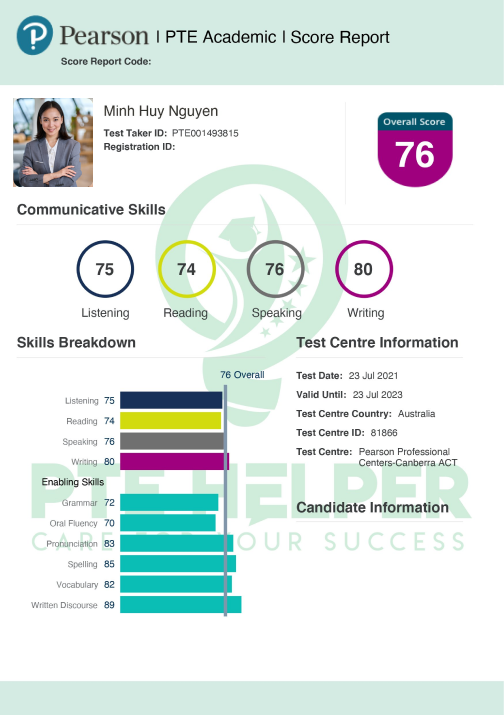 Pearson | PTE Academic | Score Report
Score Report Code:
Minh Huy Nguyen
Test Taker ID: PTE001493815
Registration ID:
Overall Score
76
Communicative Skills
75 74 76 80
Listening Reading Speaking Writing
Skills Breakdown
76 Overall
Listening 75
Reading 74
Speaking 76
Writing 80
Enabling Skills
Grammar 72
Oral Fluency 70
Pronunciation 83
Spelling 85
Vocabulary 82
Written Discourse 89
Test Centre Information
Test Date: 23 Jul 2021
Valid Until: 23 Jul 2023
Test Centre Country: Australia
Test Centre ID: 81866
Test Centre: Pearson Professional
Centers-Canberra ACT
Candidate Information
PTE HELPER
CARE FOR YOUR SUCCESS